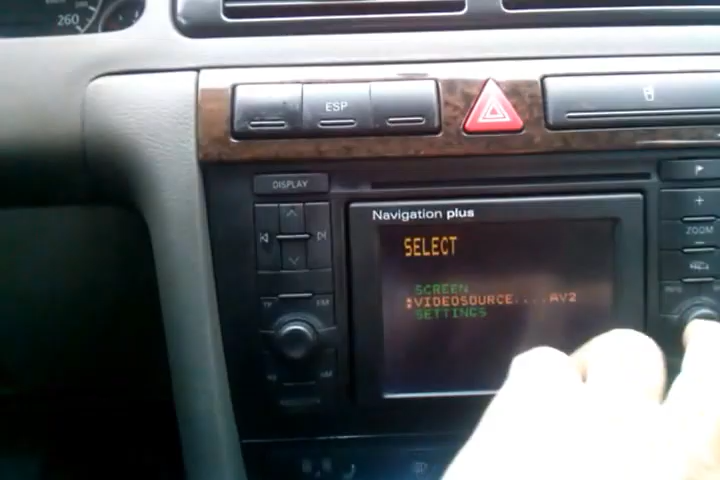 260
ESP
DISPLAY
Navigation plus
ZOOM
SELECT
SCREEN
VIDEOSOURCE....AV2
SETTINGS